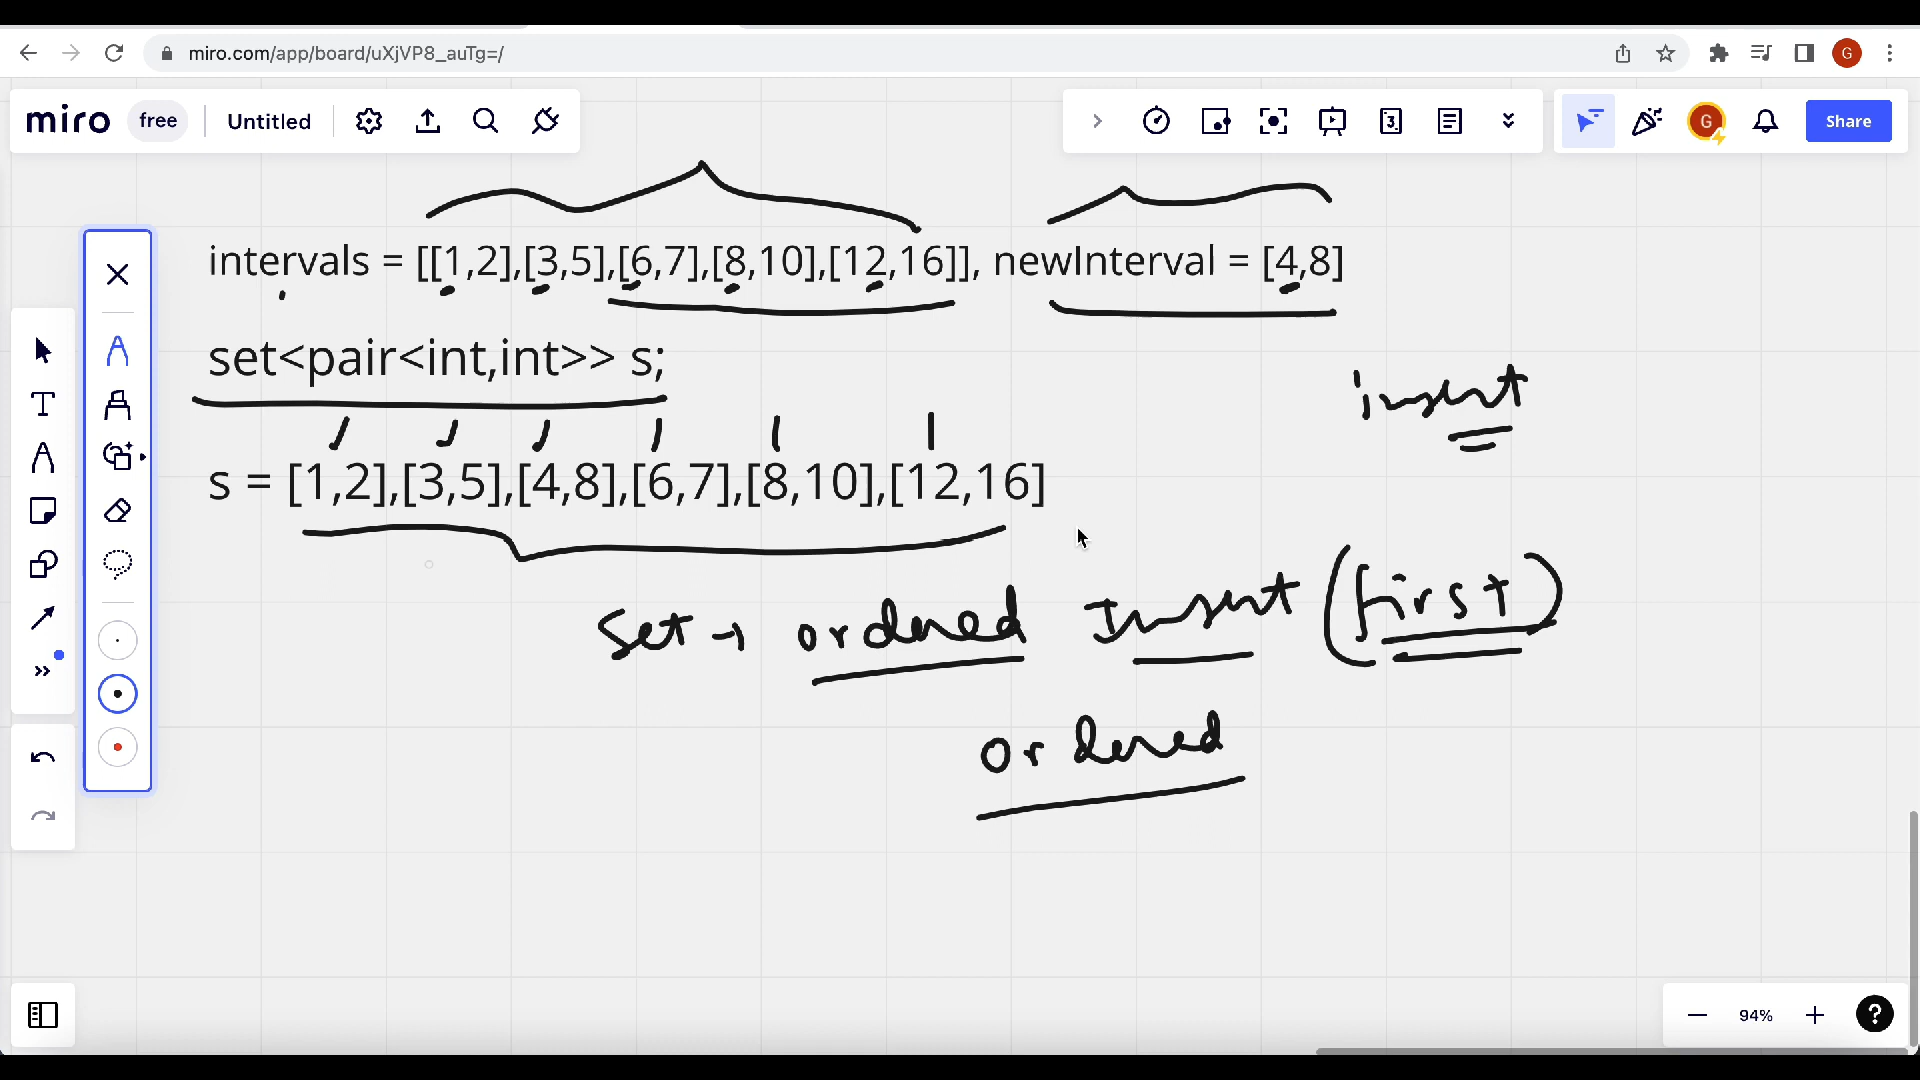 miro.com/app/board/uXjVP8_auTg=/
G
miro free Untitled
3
G
Share
intervals = [[1,2],[3,5],[6,7],[8,10],[12,16]], newInterval = [4,8]
set<pair<int,int>> s;
insert
s = [1,2],[3,5],[4,8],[6,7],[8,10],[12,16]
Set → ordered Insert (first)
ordered
94%